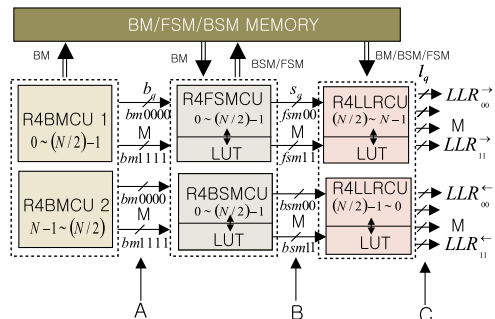 BM/FSM/BSM MEMORY
BM
BM
BSM/FSM
BM/BSM/FSM
R4BMCU 1
0 ~ (N/2)-1
b_q
bm0000
M
bm1111
R4FSMCU
0 ~ (N/2)-1
LUT
s_q
fsm00
M
fsm11
R4LLRCU
(N/2) ~ N-1
LUT
l_q
LLR→00
M
LLR→11
R4BMCU 2
N-1 ~ (N/2)
bm0000
M
bm1111
R4BSMCU
0 ~ (N/2)-1
LUT
bsm00
M
bsm11
R4LLRCU
(N/2)-1 ~ 0
LUT
LLR←00
M
LLR←11
A
B
C